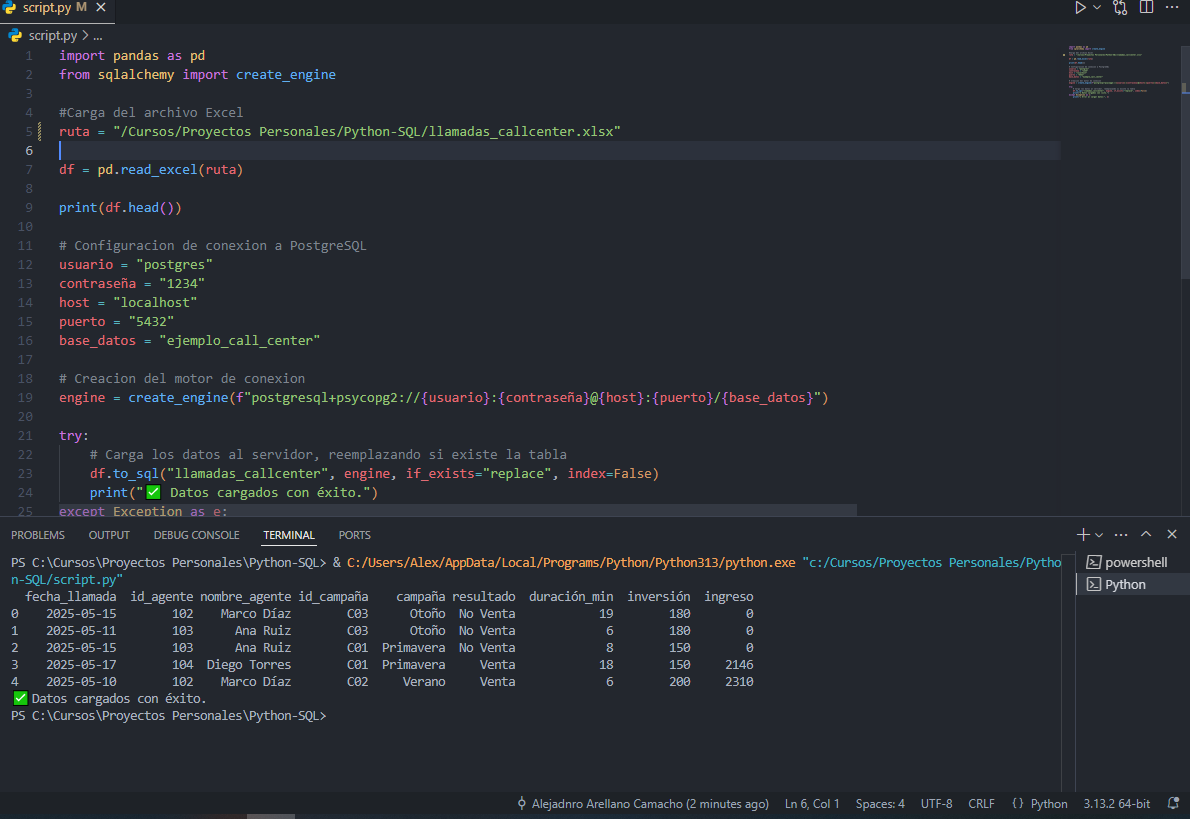 script.py M
script.py > ...
1 import pandas as pd
2 from sqlalchemy import create_engine
3
4 #Carga del archivo Excel
5 ruta = "/Cursos/Proyectos Personales/Python-SQL/llamadas_callcenter.xlsx"
6
7 df = pd.read_excel(ruta)
8
9 print(df.head())
10
11 # Configuracion de conexion a PostgreSQL
12 usuario = "postgres"
13 contraseña = "1234"
14 host = "localhost"
15 puerto = "5432"
16 base_datos = "ejemplo_call_center"
17
18 # Creacion del motor de conexion
19 engine = create_engine(f"postgresql+psycopg2://{usuario}:{contraseña}@{host}:{puerto}/{base_datos}")
20
21 try:
22     # Carga los datos al servidor, reemplazando si existe la tabla
23     df.to_sql("llamadas_callcenter", engine, if_exists="replace", index=False)
24     print("✅ Datos cargados con éxito.")
25 except Exception as e:
PROBLEMS OUTPUT DEBUG CONSOLE TERMINAL PORTS
PS C:\Cursos\Proyectos Personales\Python-SQL> & C:/Users/Alex/AppData/Local/Programs/Python/Python313/python.exe "c:/Cursos/Proyectos Personales/Pytho
n-SQL/script.py"
fecha_llamada id_agente nombre_agente id_campaña campaña resultado duración_min inversión ingreso
0 2025-05-15 102 Marco Díaz C03 Otoño No Venta 19 180 0
1 2025-05-11 103 Ana Ruiz C03 Otoño No Venta 6 180 0
2 2025-05-15 103 Ana Ruiz C01 Primavera No Venta 8 150 0
3 2025-05-17 104 Diego Torres C01 Primavera Venta 18 150 2146
4 2025-05-10 102 Marco Díaz C02 Verano Venta 6 200 2310
✅ Datos cargados con éxito.
PS C:\Cursos\Proyectos Personales\Python-SQL>
powershell
Python
Alejadnro Arellano Camacho (2 minutes ago) Ln 6, Col 1 Spaces: 4 UTF-8 CRLF {} Python 3.13.2 64-bit